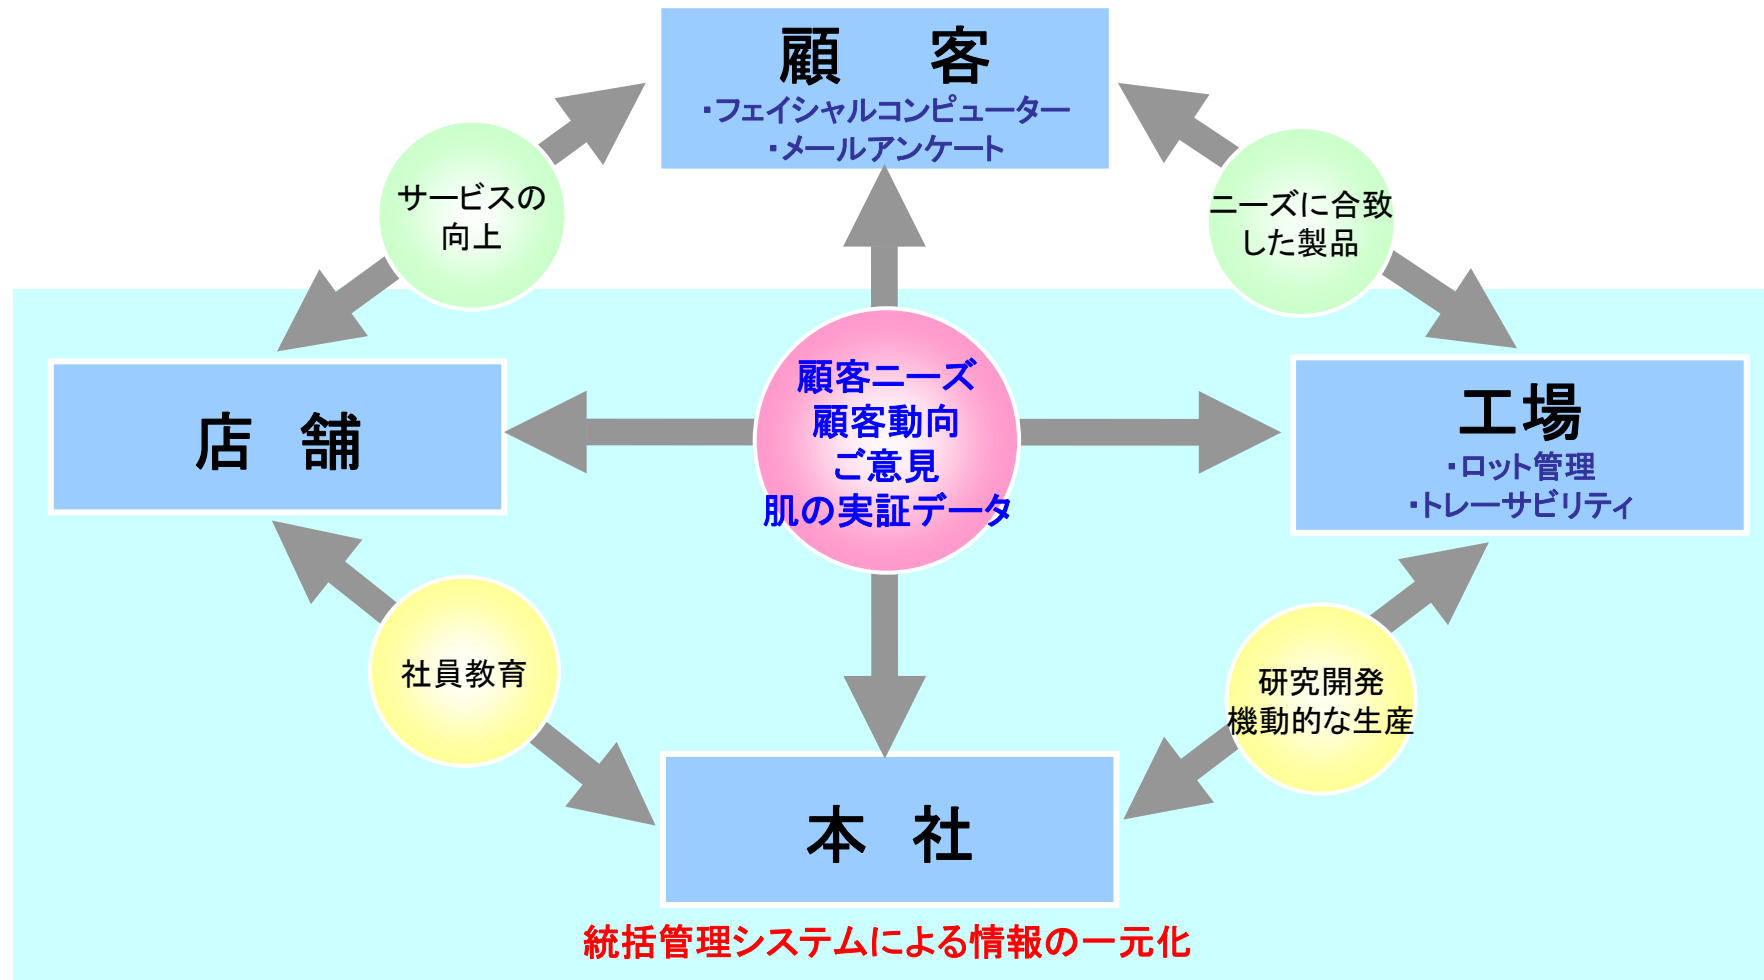 顧　客
・フェイシャルコンピューター
・メールアンケート
サービスの
向上
ニーズに合致
した製品
顧客ニーズ
顧客動向
ご意見
肌の実証データ
店　舗
工場
・ロット管理
・トレーサビリティ
社員教育
研究開発
機動的な生産
本　社
統括管理システムによる情報の一元化